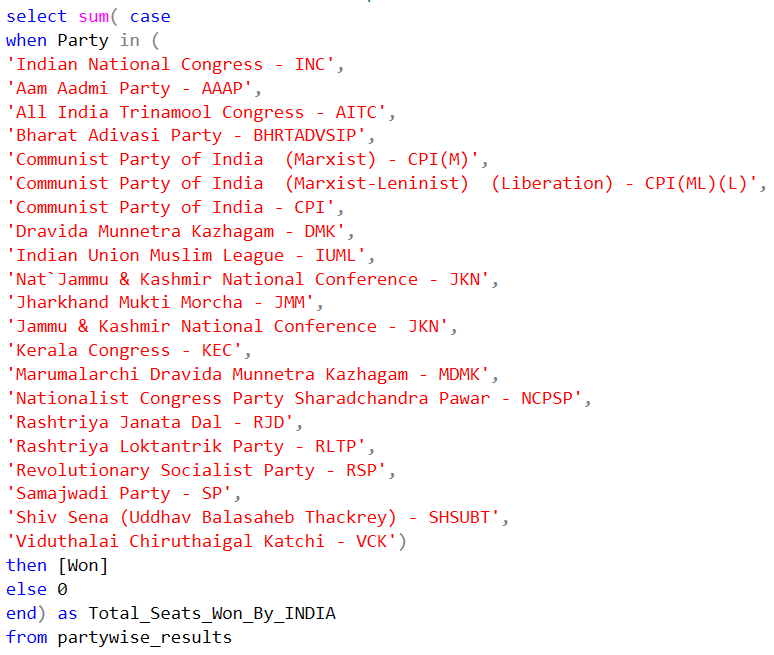 select sum( case
when Party in (
'Indian National Congress - INC',
'Aam Aadmi Party - AAAP',
'All India Trinamool Congress - AITC',
'Bharat Adivasi Party - BHRTADVSIP',
'Communist Party of India  (Marxist) - CPI(M)',
'Communist Party of India  (Marxist-Leninist)  (Liberation) - CPI(ML)(L)',
'Communist Party of India - CPI',
'Dravida Munnetra Kazhagam - DMK',
'Indian Union Muslim League - IUML',
'Nat`Jammu & Kashmir National Conference - JKN',
'Jharkhand Mukti Morcha - JMM',
'Jammu & Kashmir National Conference - JKN',
'Kerala Congress - KEC',
'Marumalarchi Dravida Munnetra Kazhagam - MDMK',
'Nationalist Congress Party Sharadchandra Pawar - NCPSP',
'Rashtriya Janata Dal - RJD',
'Rashtriya Loktantrik Party - RLTP',
'Revolutionary Socialist Party - RSP',
'Samajwadi Party - SP',
'Shiv Sena (Uddhav Balasaheb Thackrey) - SHSUBT',
'Viduthalai Chiruthaigal Katchi - VCK')
then [Won]
else 0
end) as Total_Seats_Won_By_INDIA
from partywise_results